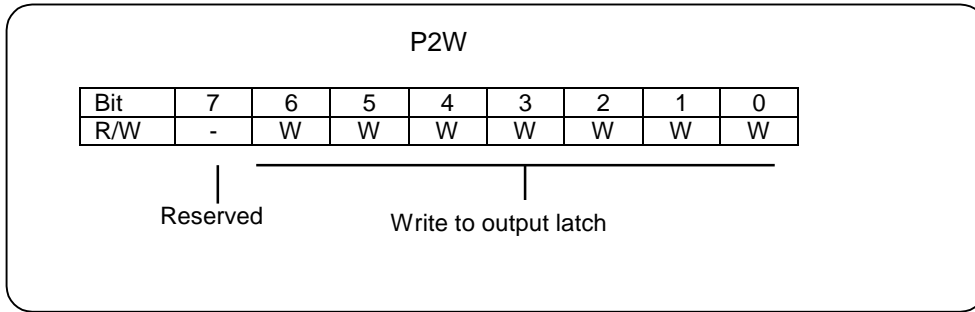 P2W
Bit 7 6 5 4 3 2 1 0
R/W - W W W W W W W
Reserved
Write to output latch